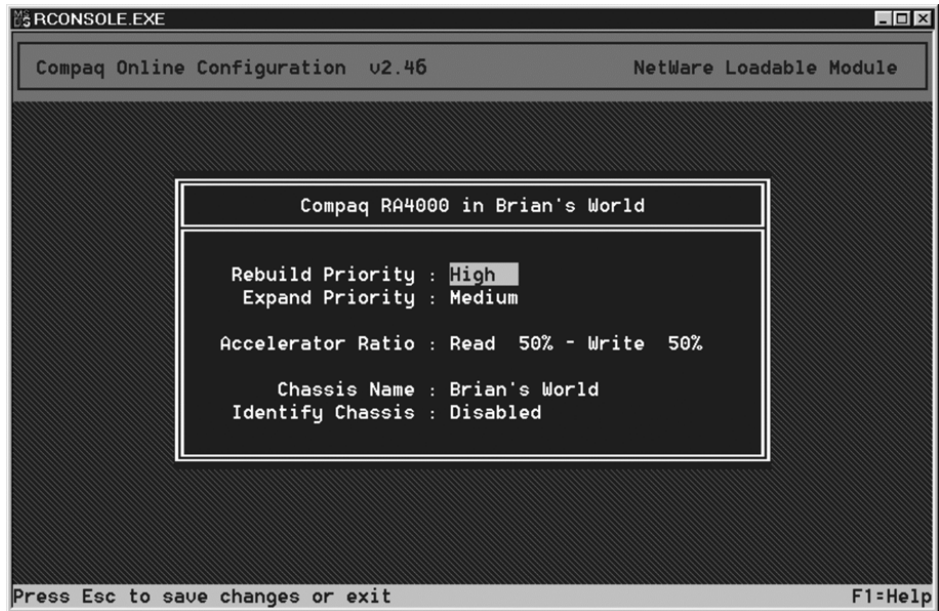 RCONSOLE.EXE
Compaq Online Configuration v2.46 NetWare Loadable Module
Compaq RA4000 in Brian's World
Rebuild Priority : High
Expand Priority : Medium
Accelerator Ratio : Read 50% - Write 50%
Chassis Name : Brian's World
Identify Chassis : Disabled
Press Esc to save changes or exit F1=Help